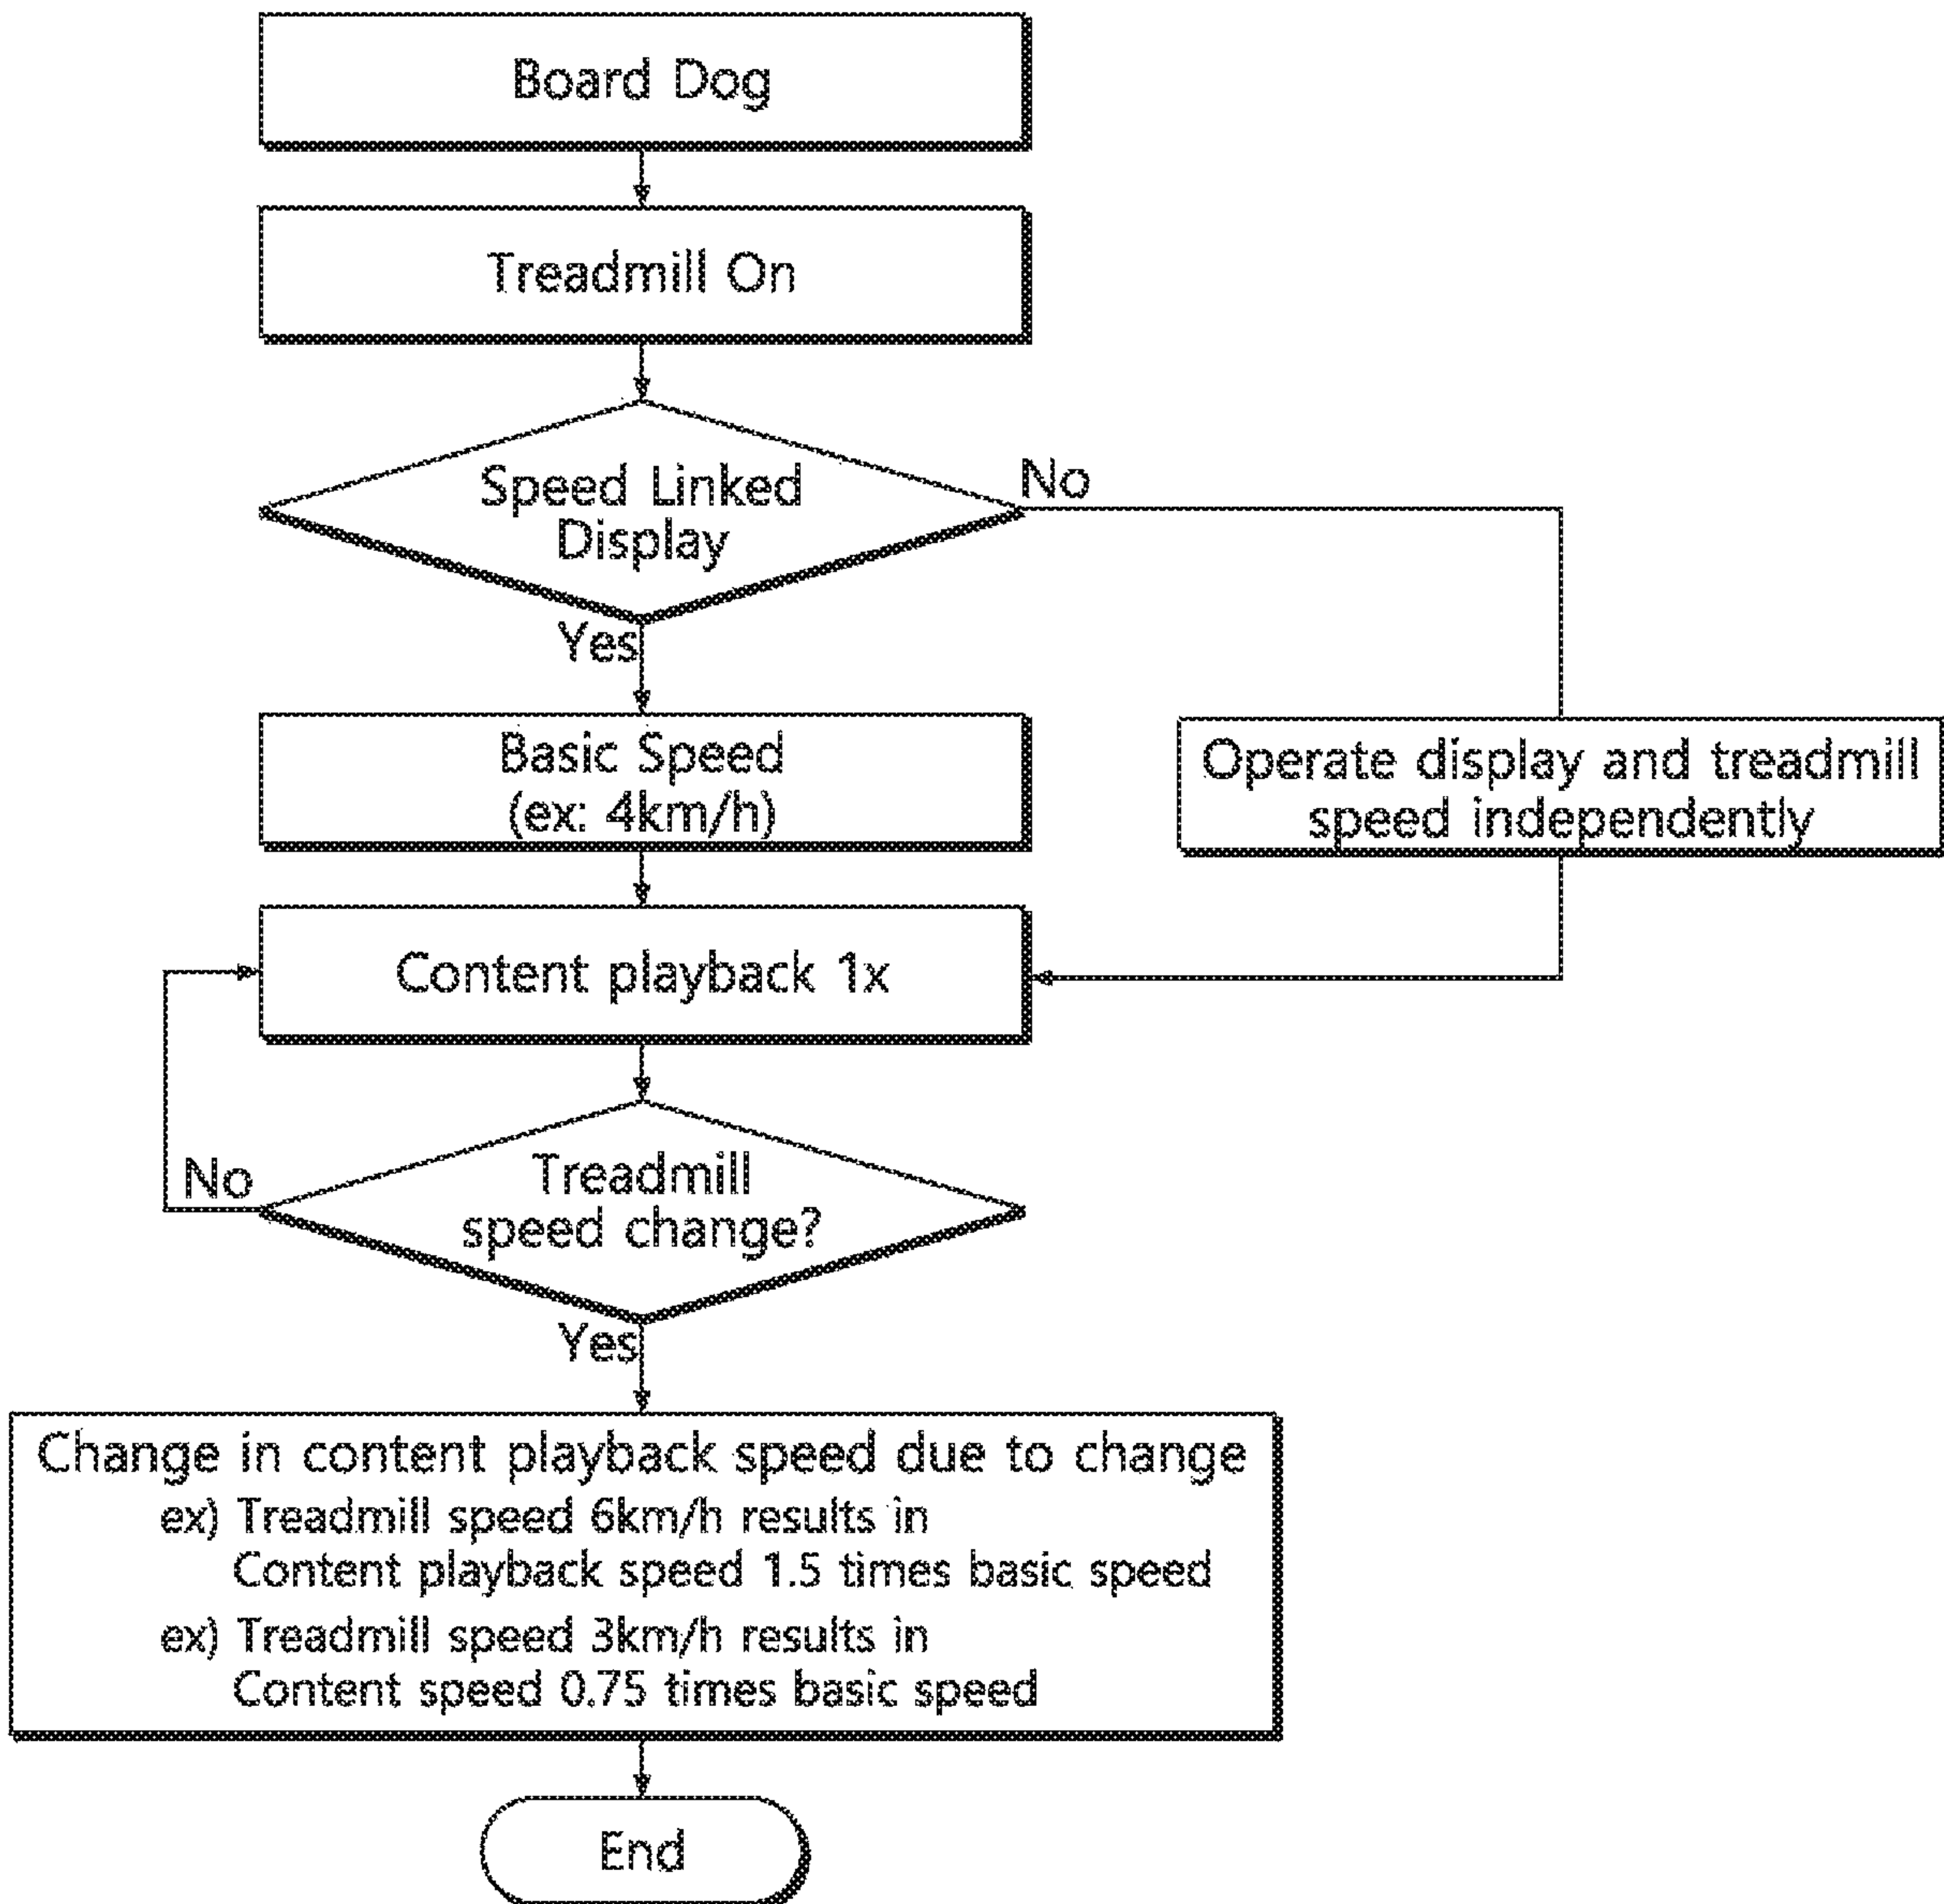 Board Dog
Treadmill On
Speed Linked
Display
No
Yes
Basic Speed
(ex: 4km/h)
Operate display and treadmill
speed independently
Content playback 1x
Treadmill
speed change?
No
Yes
Change in content playback speed due to change
ex) Treadmill speed 6km/h results in
Content playback speed 1.5 times basic speed
ex) Treadmill speed 3km/h results in
Content speed 0.75 times basic speed
End